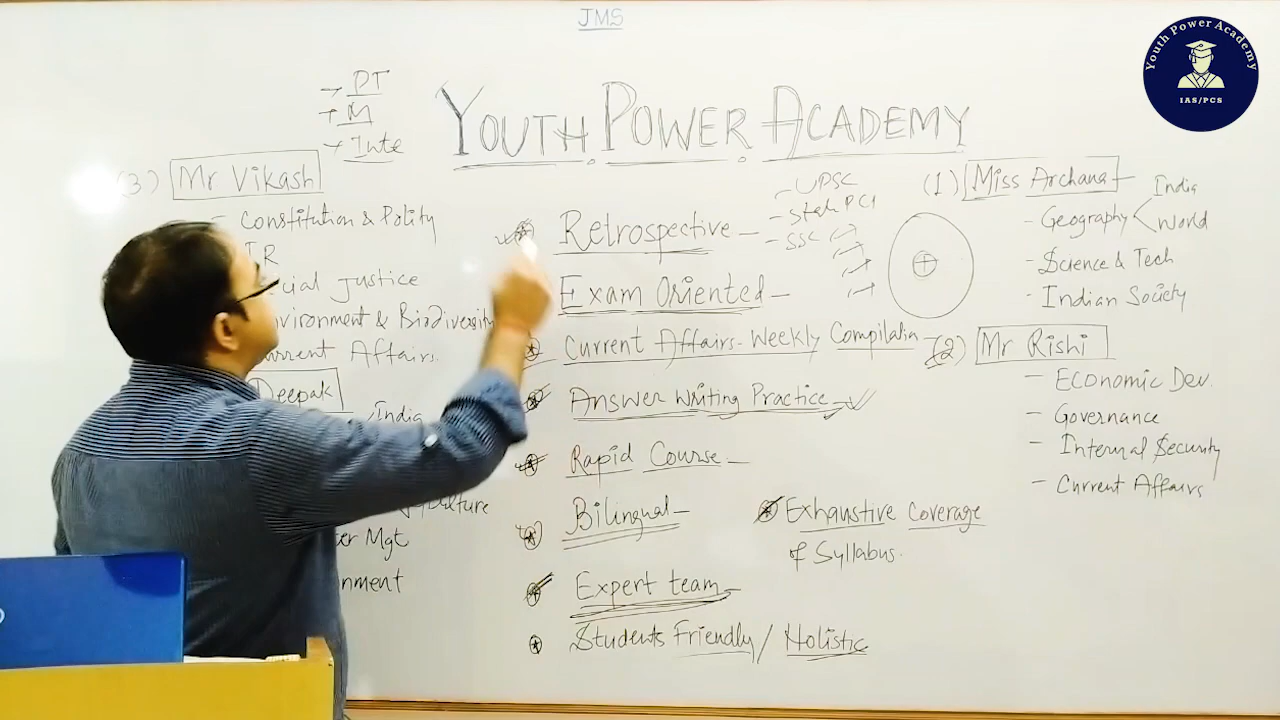 JMS
Youth Power Academy
IAS/PCS
→ PT
→ M
→ Inte
YOUTH POWER ACADEMY
(3) Mr Vikash
- Constitution & Polity
IR
cial Justice
vironment & Biodiversity
urrent Affairs.
Deepak
India
ulture
er Mgt
nment
Retrospective -
- UPSC
- State PCS
- SSC
Exam Oriented -
Current Affairs - Weekly Compilation
Answer Writing Practice
Rapid Course -
Bilingual -
Expert team -
Students Friendly / Holistic
Exhaustive Coverage
of Syllabus.
(1) Miss Archana
- Geography < India
World
- Science & Tech
- Indian Society
(2) Mr Rishi
- Economic Dev.
- Governance
- Internal Security
- Current Affairs